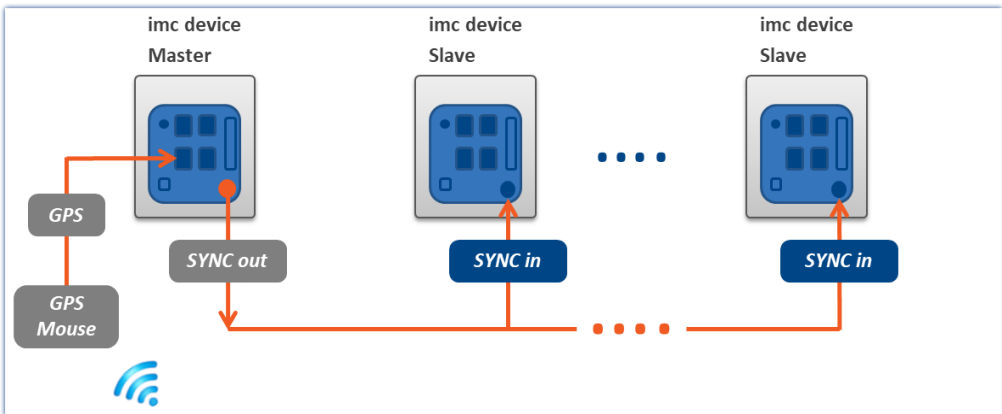 imc device
Master
imc device
Slave
imc device
Slave
GPS
SYNC out
SYNC in
SYNC in
GPS
Mouse